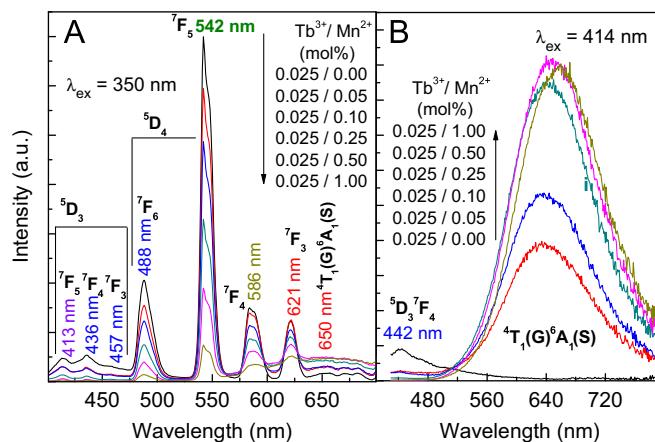 A
⁷F₅ 542 nm
Tb³⁺/ Mn²⁺
(mol%)
0.025 / 0.00
0.025 / 0.05
0.025 / 0.10
0.025 / 0.25
0.025 / 0.50
0.025 / 1.00
λex = 350 nm
⁵D₄
⁵D₃
⁷F₆
488 nm
⁷F₅ ⁷F₄ ⁷F₃
413 nm
436 nm
457 nm
⁷F₄
586 nm
⁷F₃
621 nm
⁴T₁(G)⁶A₁(S)
650 nm
Intensity (a.u.)
450 500 550 600 650
Wavelength (nm)
B
λex = 414 nm
Tb³⁺/ Mn²⁺
(mol%)
0.025 / 1.00
0.025 / 0.50
0.025 / 0.25
0.025 / 0.10
0.025 / 0.05
0.025 / 0.00
⁵D₃⁷F₄
442 nm
⁴T₁(G)⁶A₁(S)
480 560 640 720
Wavelength (nm)